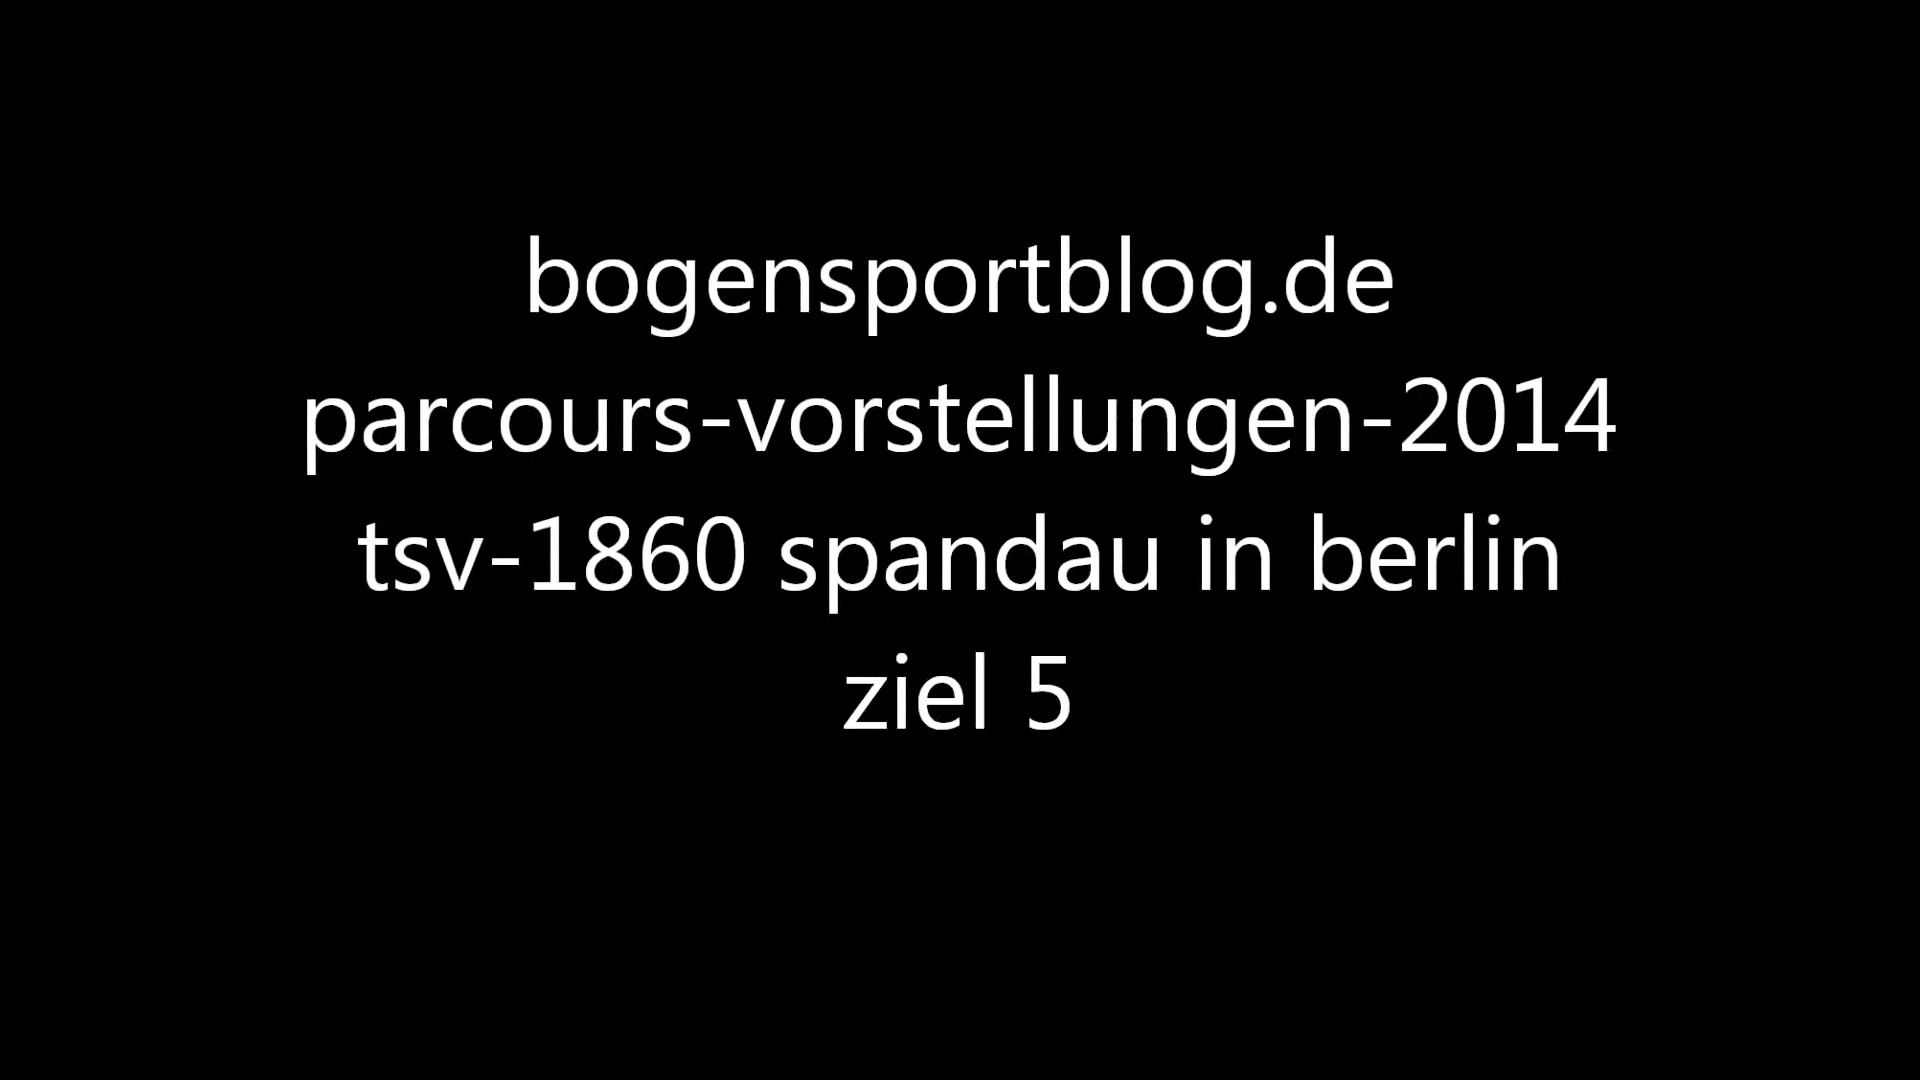 bogensportblog.de
parcours-vorstellungen-2014
tsv-1860 spandau in berlin
ziel 5